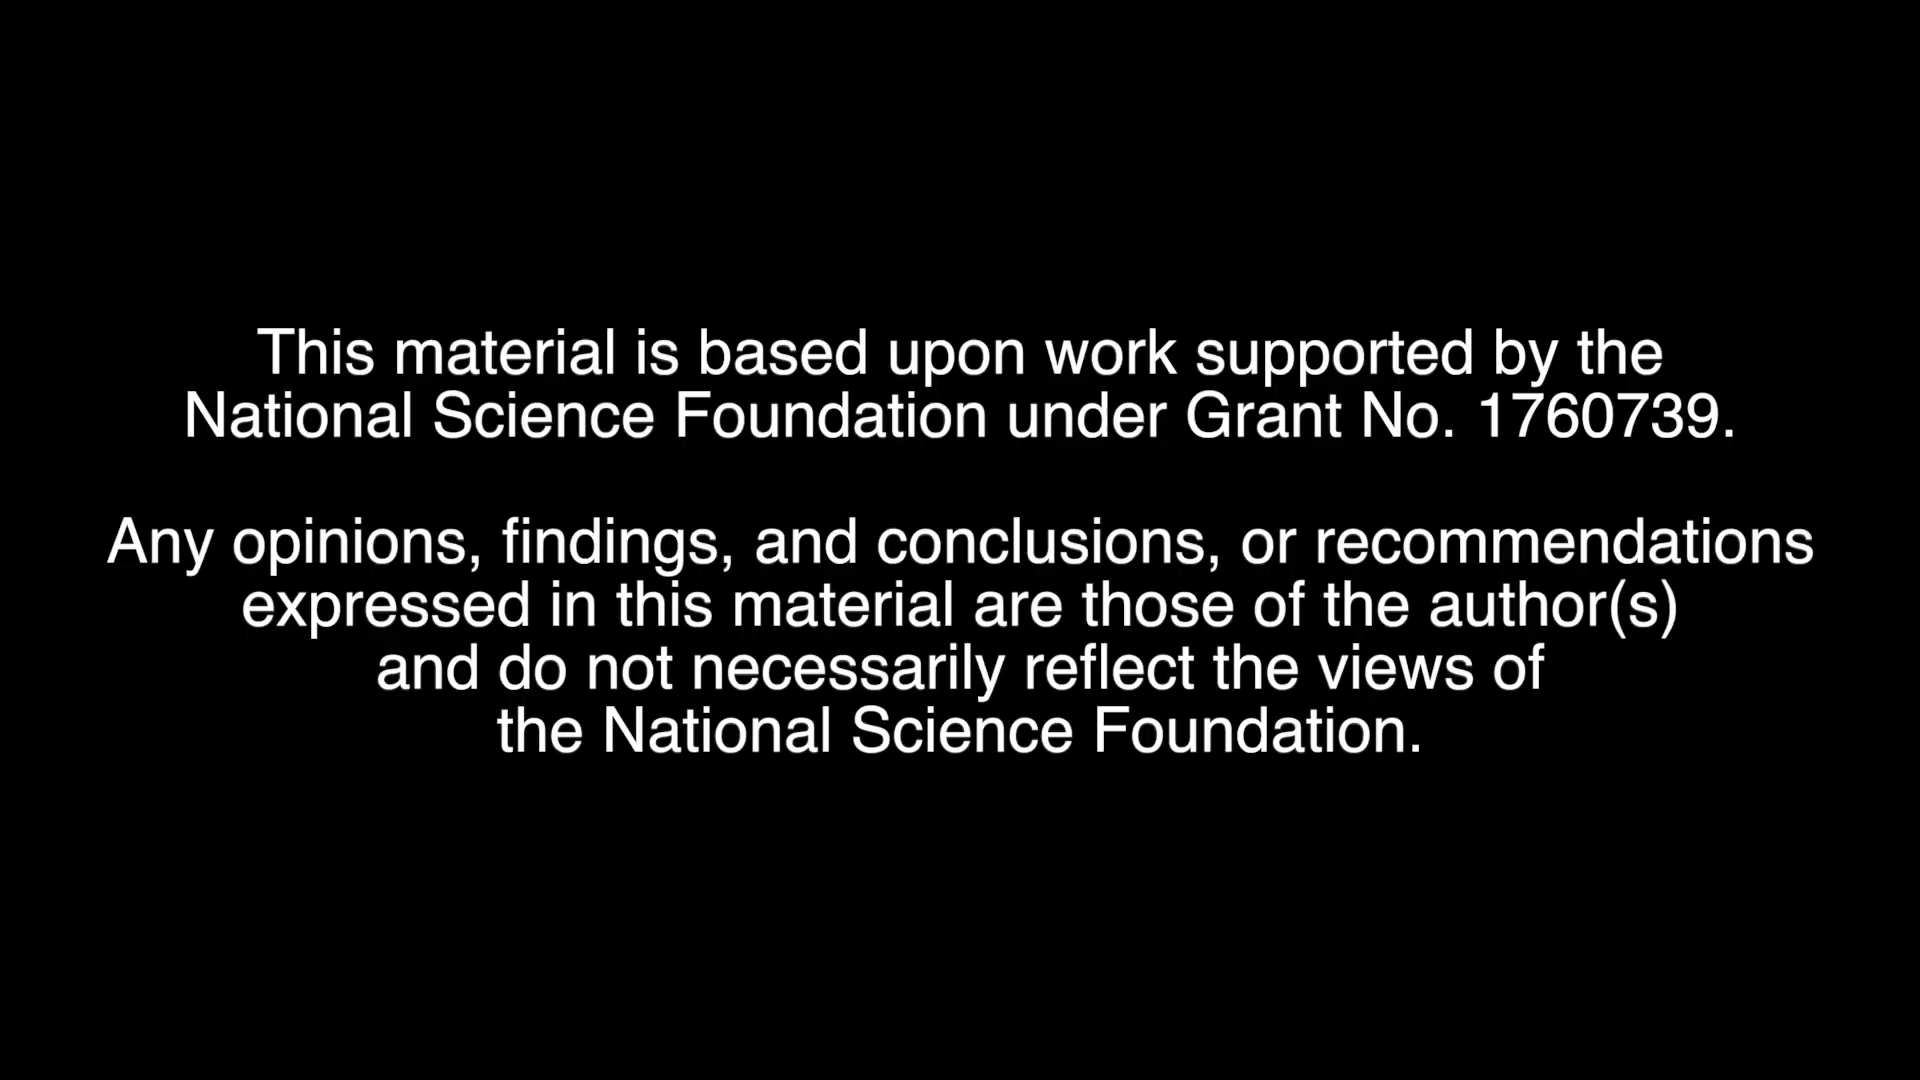 This material is based upon work supported by the
National Science Foundation under Grant No. 1760739.
Any opinions, findings, and conclusions, or recommendations
expressed in this material are those of the author(s)
and do not necessarily reflect the views of
the National Science Foundation.